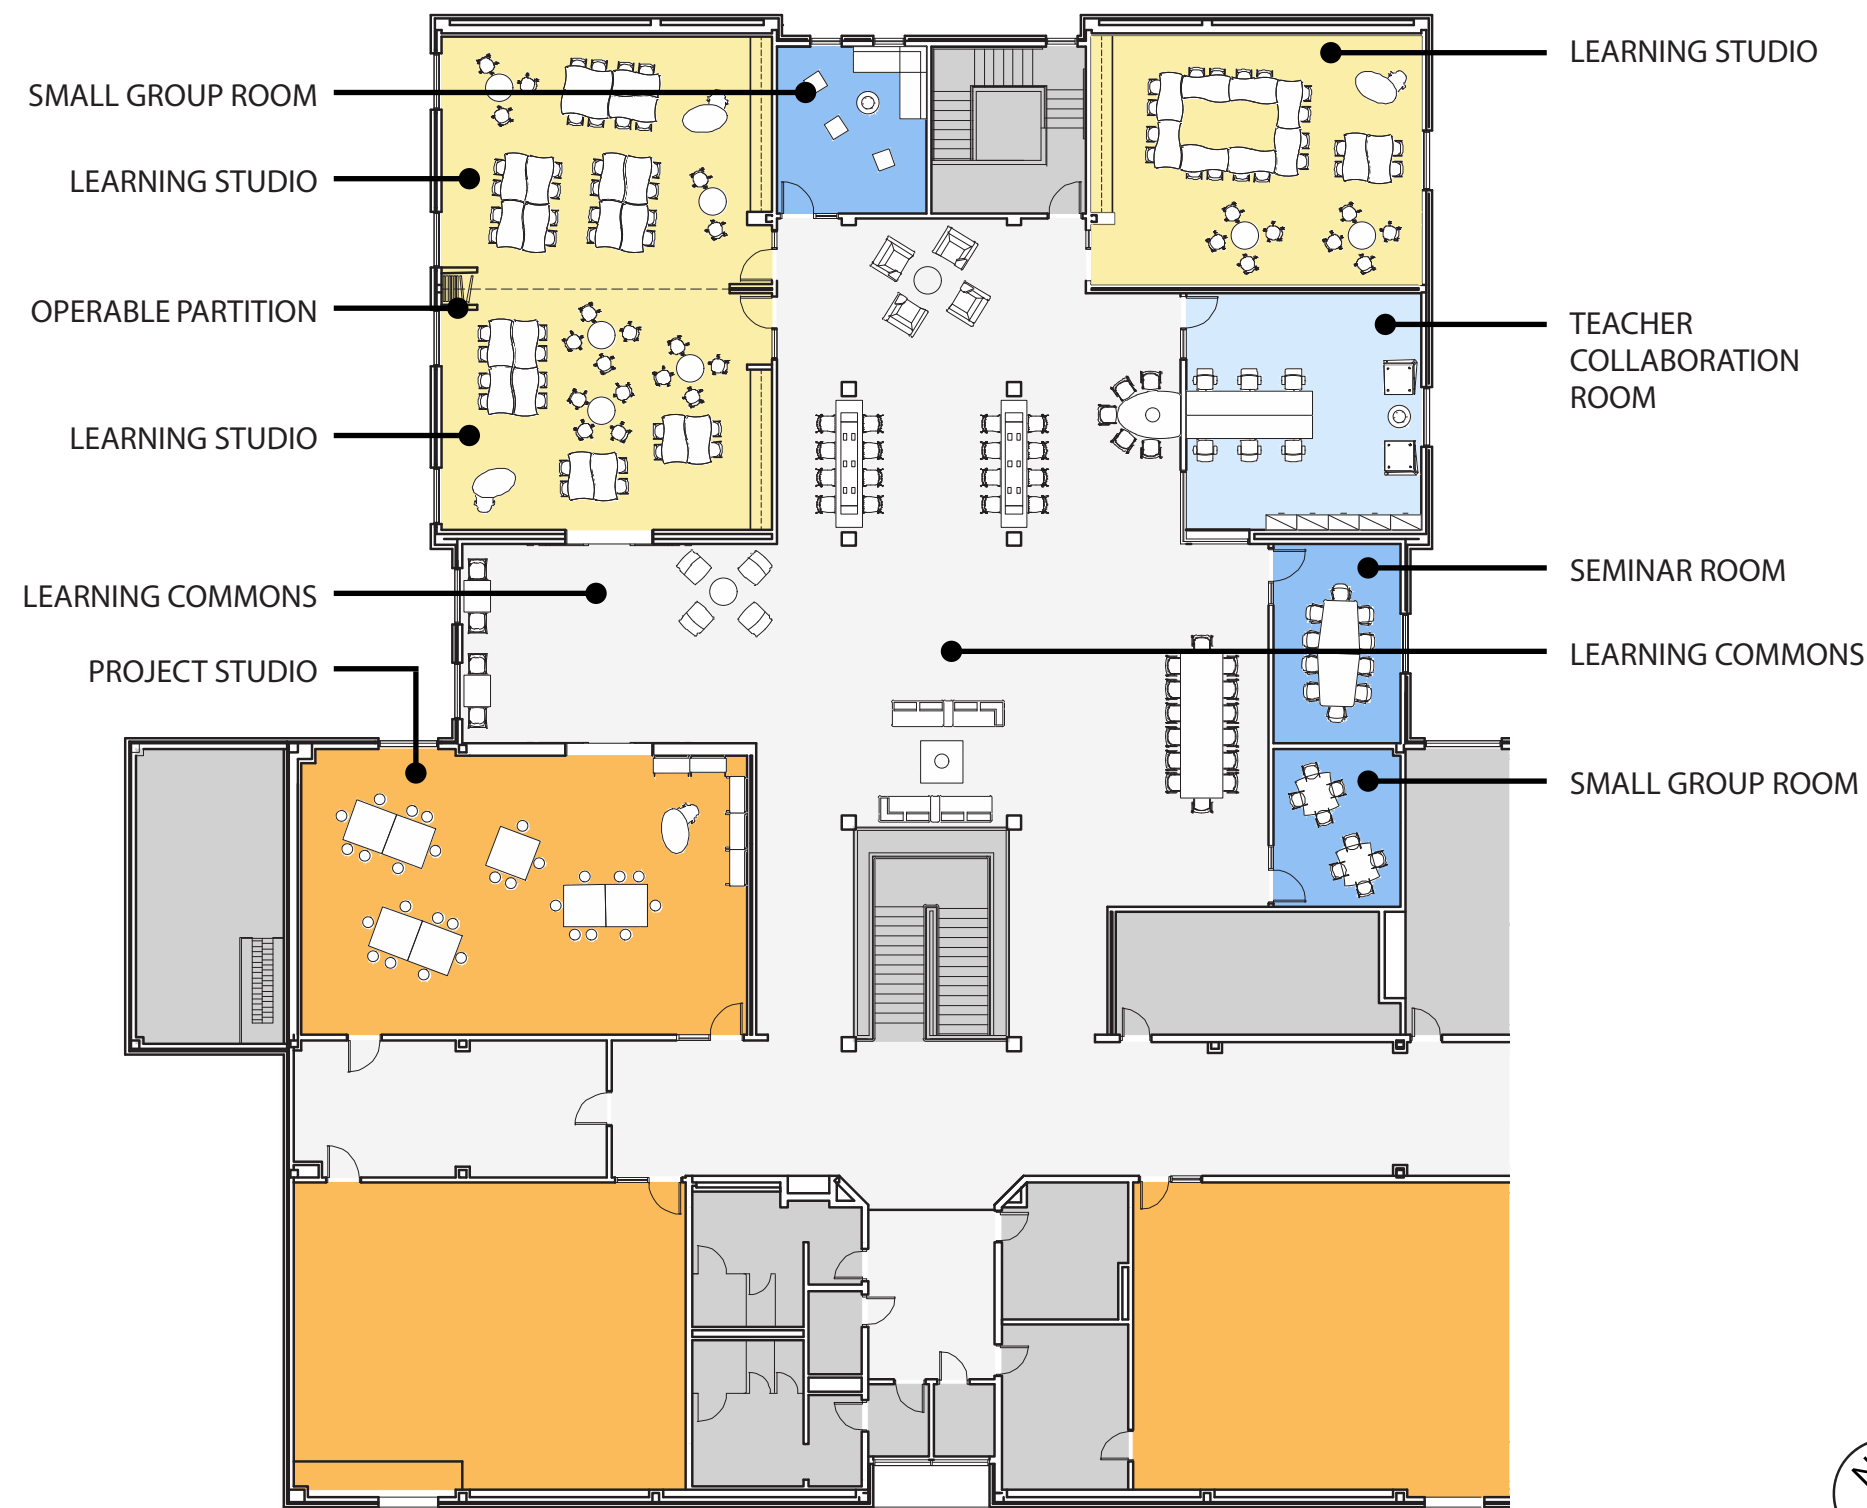 SMALL GROUP ROOM
LEARNING STUDIO
OPERABLE PARTITION
LEARNING STUDIO
LEARNING COMMONS
PROJECT STUDIO
LEARNING STUDIO
TEACHER
COLLABORATION
ROOM
SEMINAR ROOM
LEARNING COMMONS
SMALL GROUP ROOM